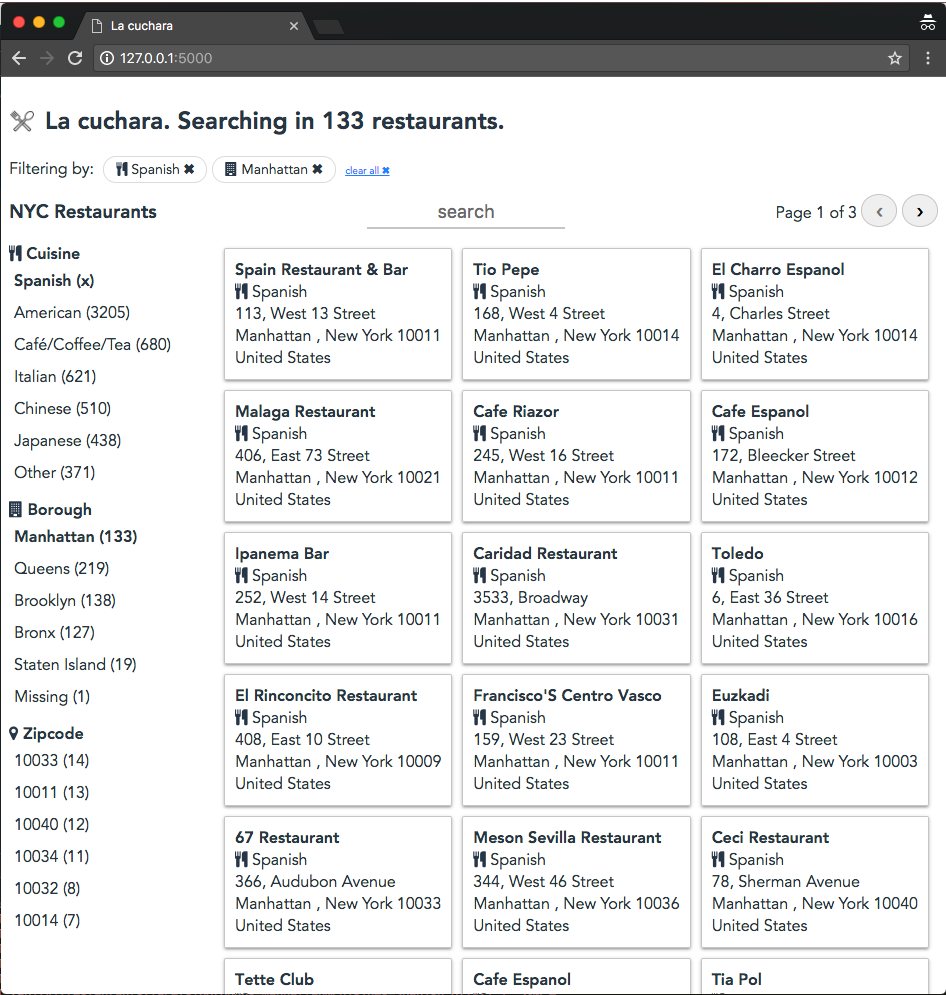 La cuchara
127.0.0.1:5000
La cuchara. Searching in 133 restaurants.
Filtering by: Spanish ✖ Manhattan ✖ clear all ✖
NYC Restaurants
search
Page 1 of 3 ‹ ›
Cuisine
Spanish (x)
American (3205)
Café/Coffee/Tea (680)
Italian (621)
Chinese (510)
Japanese (438)
Other (371)
Borough
Manhattan (133)
Queens (219)
Brooklyn (138)
Bronx (127)
Staten Island (19)
Missing (1)
Zipcode
10033 (14)
10011 (13)
10040 (12)
10034 (11)
10032 (8)
10014 (7)
Spain Restaurant & Bar
Spanish
113, West 13 Street
Manhattan , New York 10011
United States
Tio Pepe
Spanish
168, West 4 Street
Manhattan , New York 10014
United States
El Charro Espanol
Spanish
4, Charles Street
Manhattan , New York 10014
United States
Malaga Restaurant
Spanish
406, East 73 Street
Manhattan , New York 10021
United States
Cafe Riazor
Spanish
245, West 16 Street
Manhattan , New York 10011
United States
Cafe Espanol
Spanish
172, Bleecker Street
Manhattan , New York 10012
United States
Ipanema Bar
Spanish
252, West 14 Street
Manhattan , New York 10011
United States
Caridad Restaurant
Spanish
3533, Broadway
Manhattan , New York 10031
United States
Toledo
Spanish
6, East 36 Street
Manhattan , New York 10016
United States
El Rinconcito Restaurant
Spanish
408, East 10 Street
Manhattan , New York 10009
United States
Francisco'S Centro Vasco
Spanish
159, West 23 Street
Manhattan , New York 10011
United States
Euzkadi
Spanish
108, East 4 Street
Manhattan , New York 10003
United States
67 Restaurant
Spanish
366, Audubon Avenue
Manhattan , New York 10033
United States
Meson Sevilla Restaurant
Spanish
344, West 46 Street
Manhattan , New York 10036
United States
Ceci Restaurant
Spanish
78, Sherman Avenue
Manhattan , New York 10040
United States
Tette Club
Cafe Espanol
Tia Pol